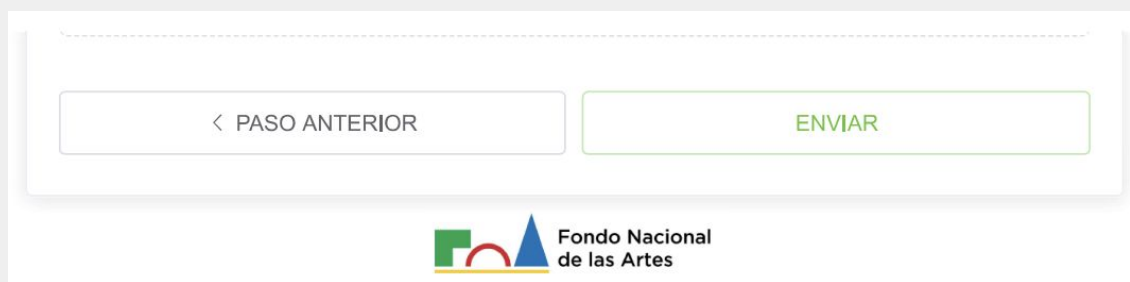 < PASO ANTERIOR
ENVIAR
Fondo Nacional
de las Artes